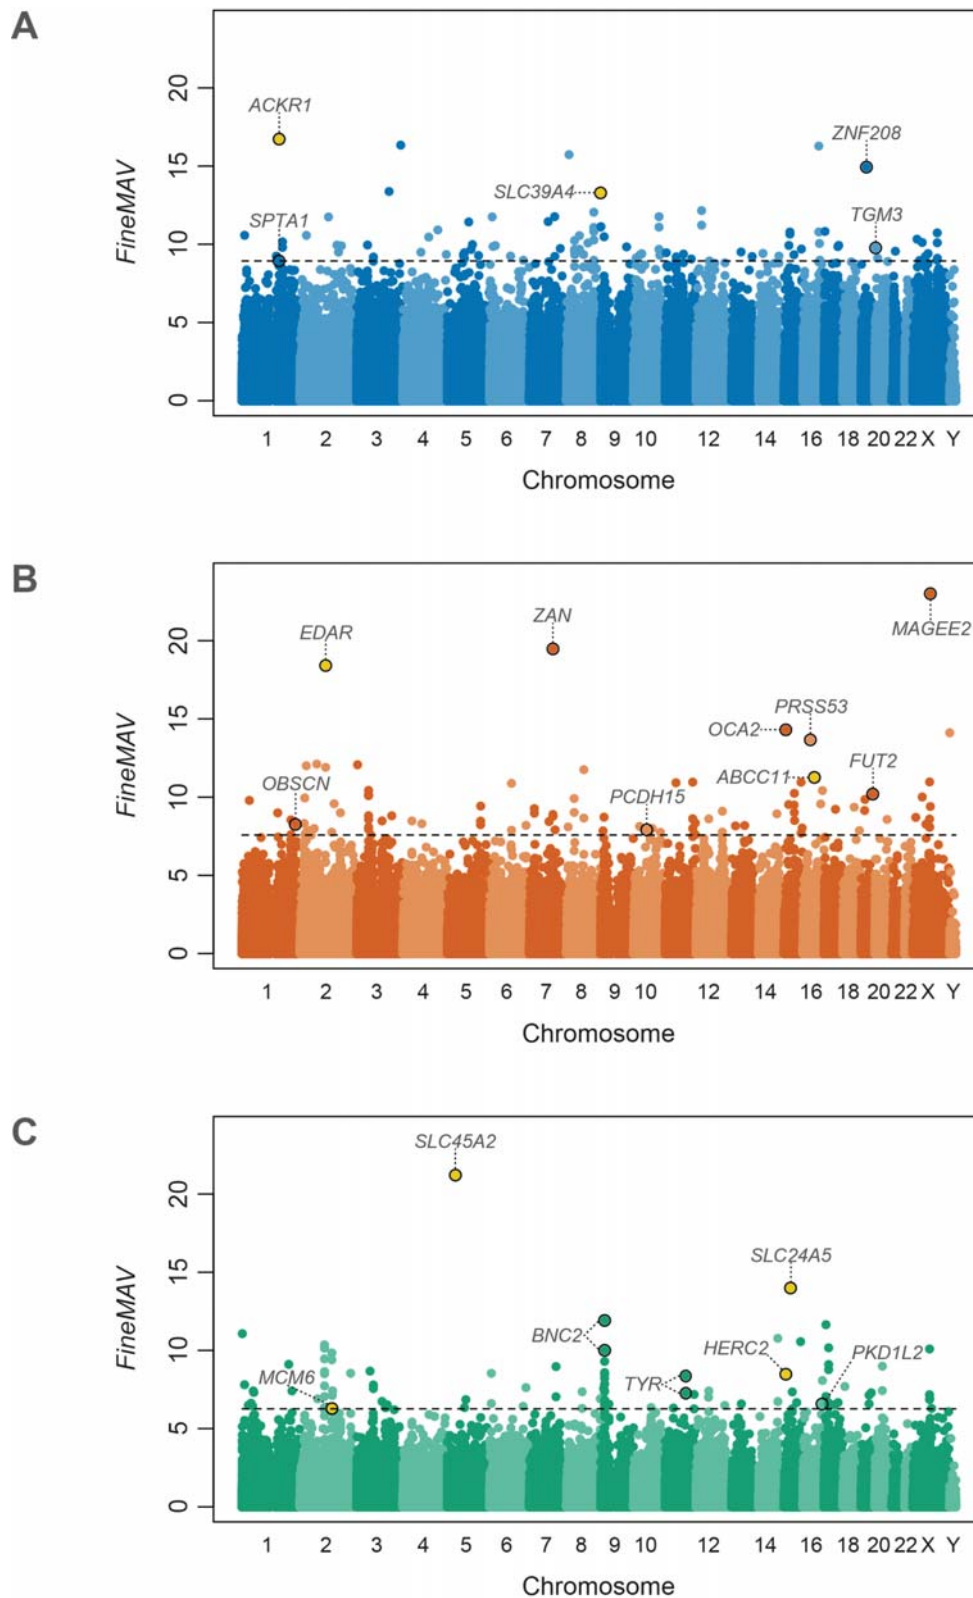 A
20
15
10
5
0
FineMAV
ACKR1
SPTA1
SLC39A4
ZNF208
TGM3
1 2 3 4 5 6 7 8 9 10 12 14 16 18 20 22 X Y
Chromosome
B
20
15
10
5
0
FineMAV
EDAR
ZAN
MAGEE2
PRSS53
OCA2
ABCC11
FUT2
OBSCN
PCDH15
1 2 3 4 5 6 7 8 9 10 12 14 16 18 20 22 X Y
Chromosome
C
20
15
10
5
0
FineMAV
SLC45A2
SLC24A5
BNC2
HERC2
PKD1L2
MCM6
TYR
1 2 3 4 5 6 7 8 9 10 12 14 16 18 20 22 X Y
Chromosome